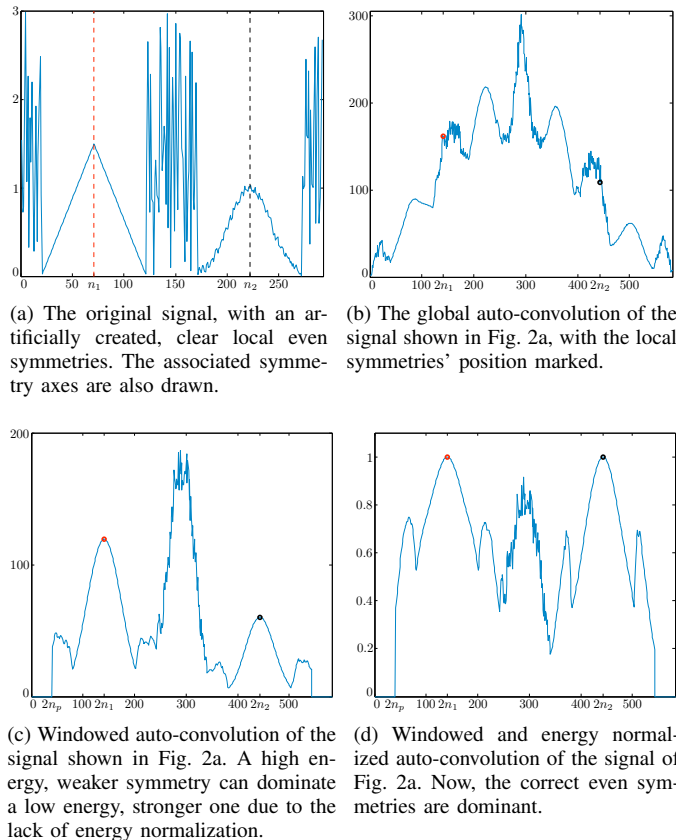 3
2
1
0
50
n1
100
150
200
n2
250
300
200
100
0
100
2n1
200
300
400
2n2
500
(a) The original signal, with an ar-
tificially created, clear local even
symmetries. The associated symme-
try axes are also drawn.
(b) The global auto-convolution of the
signal shown in Fig. 2a, with the local
symmetries' position marked.
200
100
0
0
2np
100
2n1
200
300
400
2n2
500
1
0.8
0.6
0.4
0.2
0
0
2np
100
2n1
200
300
400
2n2
500
(c) Windowed auto-convolution of the
signal shown in Fig. 2a. A high en-
ergy, weaker symmetry can dominate
a low energy, stronger one due to the
lack of energy normalization.
(d) Windowed and energy normal-
ized auto-convolution of the signal of
Fig. 2a. Now, the correct even sym-
metries are dominant.